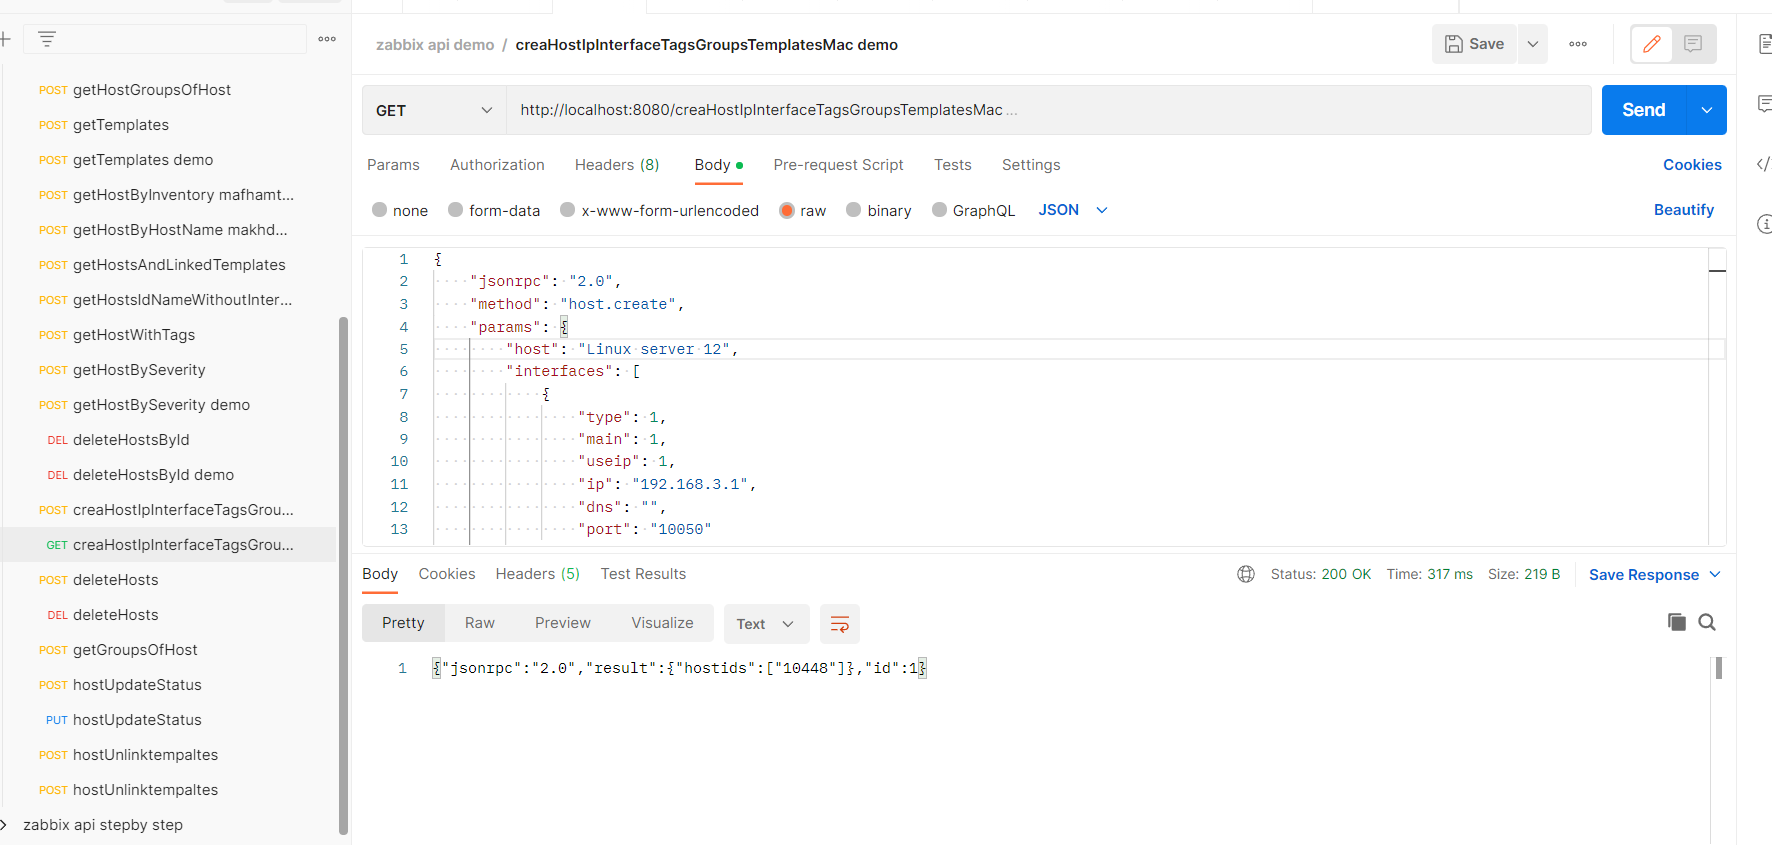 zabbix api demo / creaHostIpInterfaceTagsGroupsTemplatesMac demo
Save
GET
http://localhost:8080/creaHostIpInterfaceTagsGroupsTemplatesMac ...
Send
Params Authorization Headers (8) Body Pre-request Script Tests Settings
Cookies
none form-data x-www-form-urlencoded raw binary GraphQL JSON
Beautify
1 {
2 "jsonrpc": "2.0",
3 "method": "host.create",
4 "params": {
5 "host": "Linux server 12",
6 "interfaces": [
7 {
8 "type": 1,
9 "main": 1,
10 "useip": 1,
11 "ip": "192.168.3.1",
12 "dns": "",
13 "port": "10050"
Body Cookies Headers (5) Test Results
Status: 200 OK Time: 317 ms Size: 219 B
Save Response
Pretty Raw Preview Visualize
Text
1 {"jsonrpc":"2.0","result":{"hostids":["10448"]},"id":1}
POST getHostGroupsOfHost
POST getTemplates
POST getTemplates demo
POST getHostByInventory mafhamt...
POST getHostByHostName makhd...
POST getHostsAndLinkedTemplates
POST getHostsIdNameWithoutInter...
POST getHostWithTags
POST getHostBySeverity
POST getHostBySeverity demo
DEL deleteHostsById
DEL deleteHostsById demo
POST creaHostIpInterfaceTagsGrou...
GET creaHostIpInterfaceTagsGrou...
POST deleteHosts
DEL deleteHosts
POST getGroupsOfHost
POST hostUpdateStatus
PUT hostUpdateStatus
POST hostUnlinktempaltes
POST hostUnlinktempaltes
zabbix api stepby step